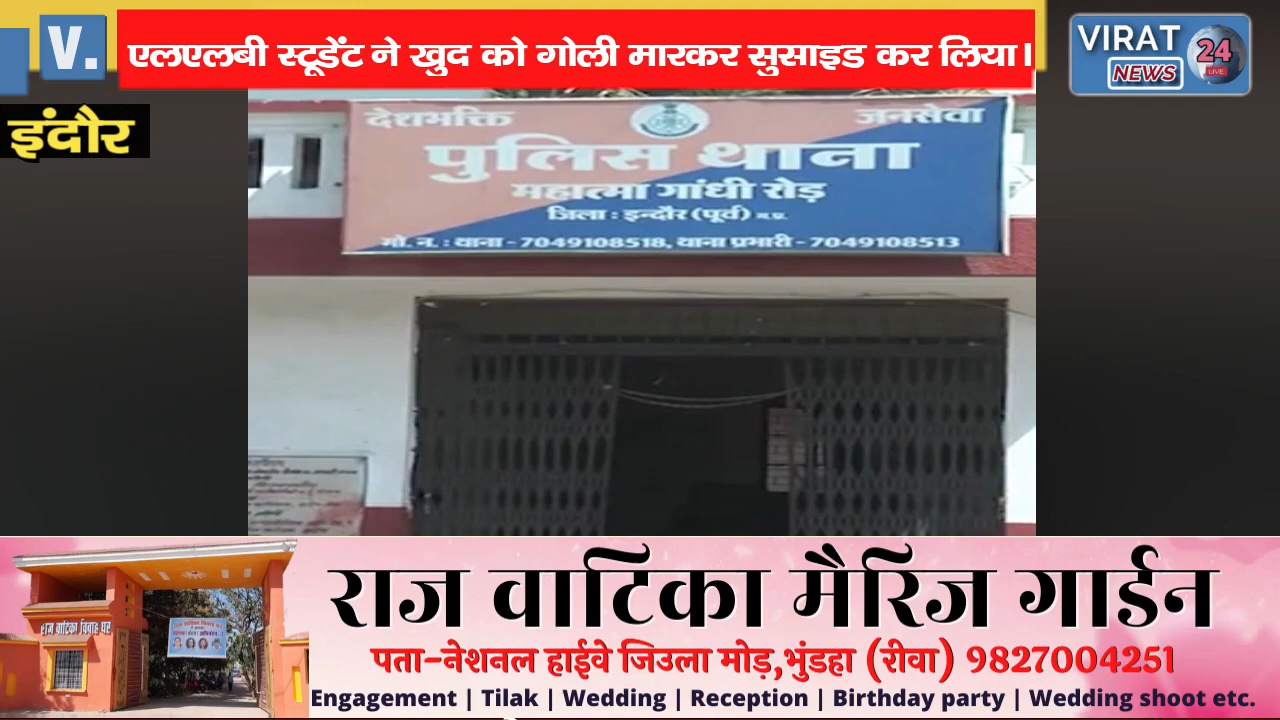 V.
एलएलबी स्टूडेंट ने खुद को गोली मारकर सुसाइड कर लिया।
VIRAT
24
LIVE
NEWS
इंदौर
देशभक्ति
जनसेवा
पुलिस थाना
महात्मा गांधी रोड़
जिला : इन्दौर (पूर्व) म.प्र.
मो. न. : थाना - 7049108518, थाना प्रभारी - 7049108513
राज वाटिका विवाह घर
राज वाटिका मैरिज गार्डन
पता-नेशनल हाईवे जिउला मोड़,भुंडहा (रीवा) 9827004251
Engagement | Tilak | Wedding | Reception | Birthday party | Wedding shoot etc.